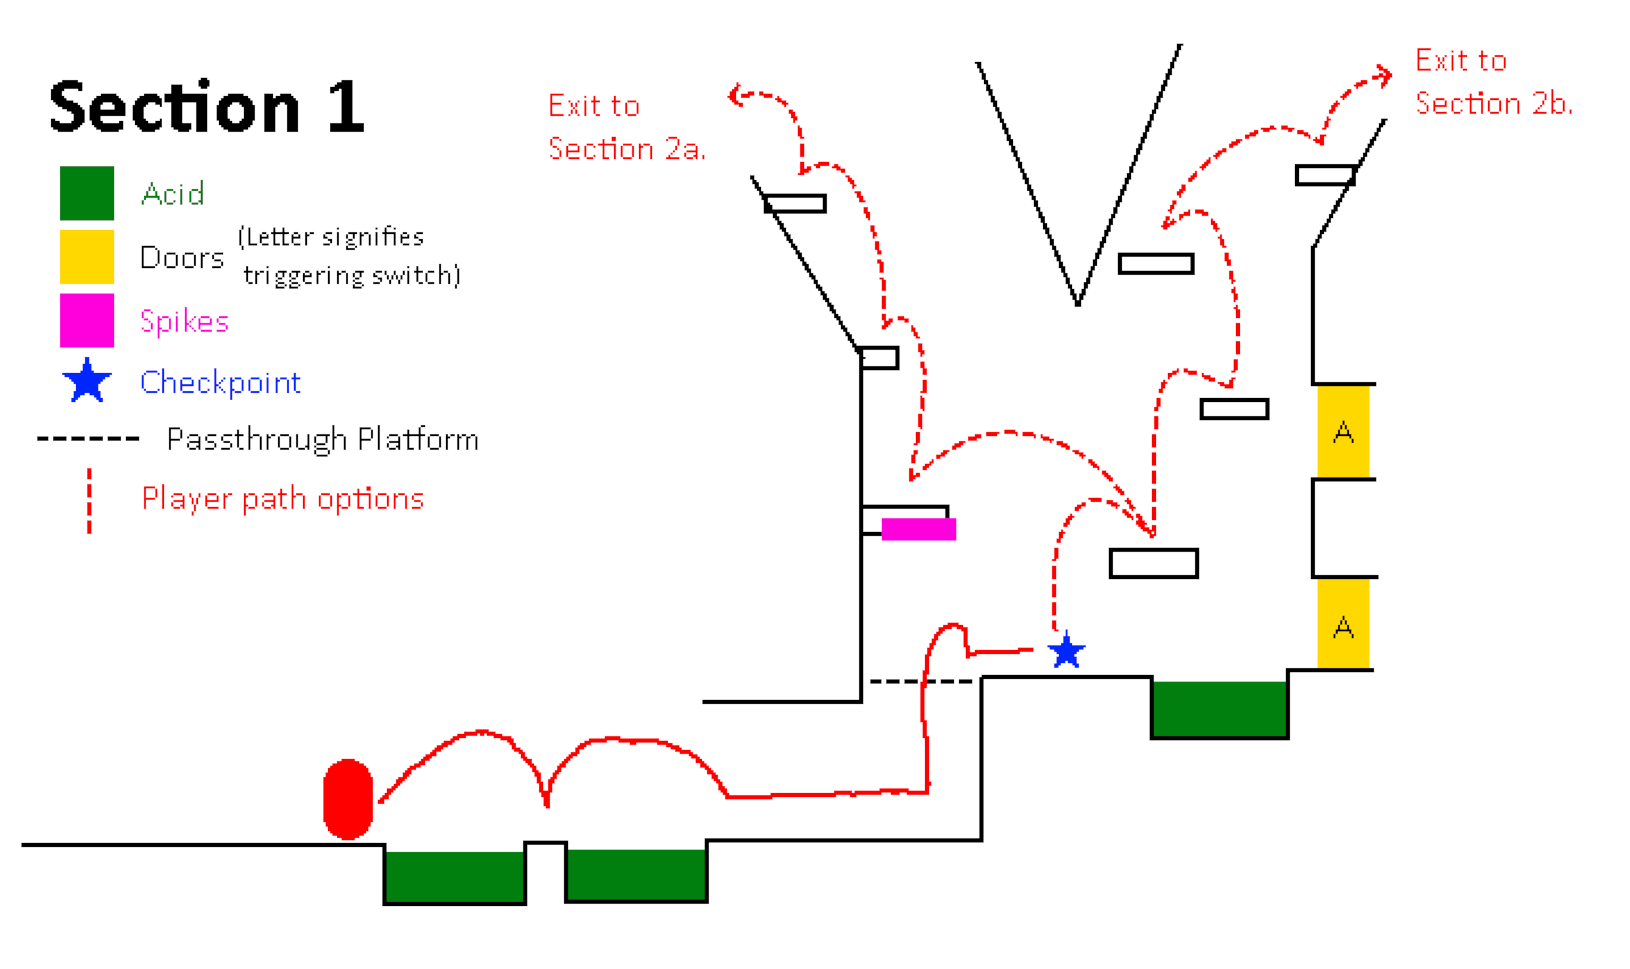 Section 1
Acid
Doors
(Letter signifies
triggering switch)
Spikes
Checkpoint
Passthrough Platform
Player path options
Exit to
Section 2a.
Exit to
Section 2b.
A
A